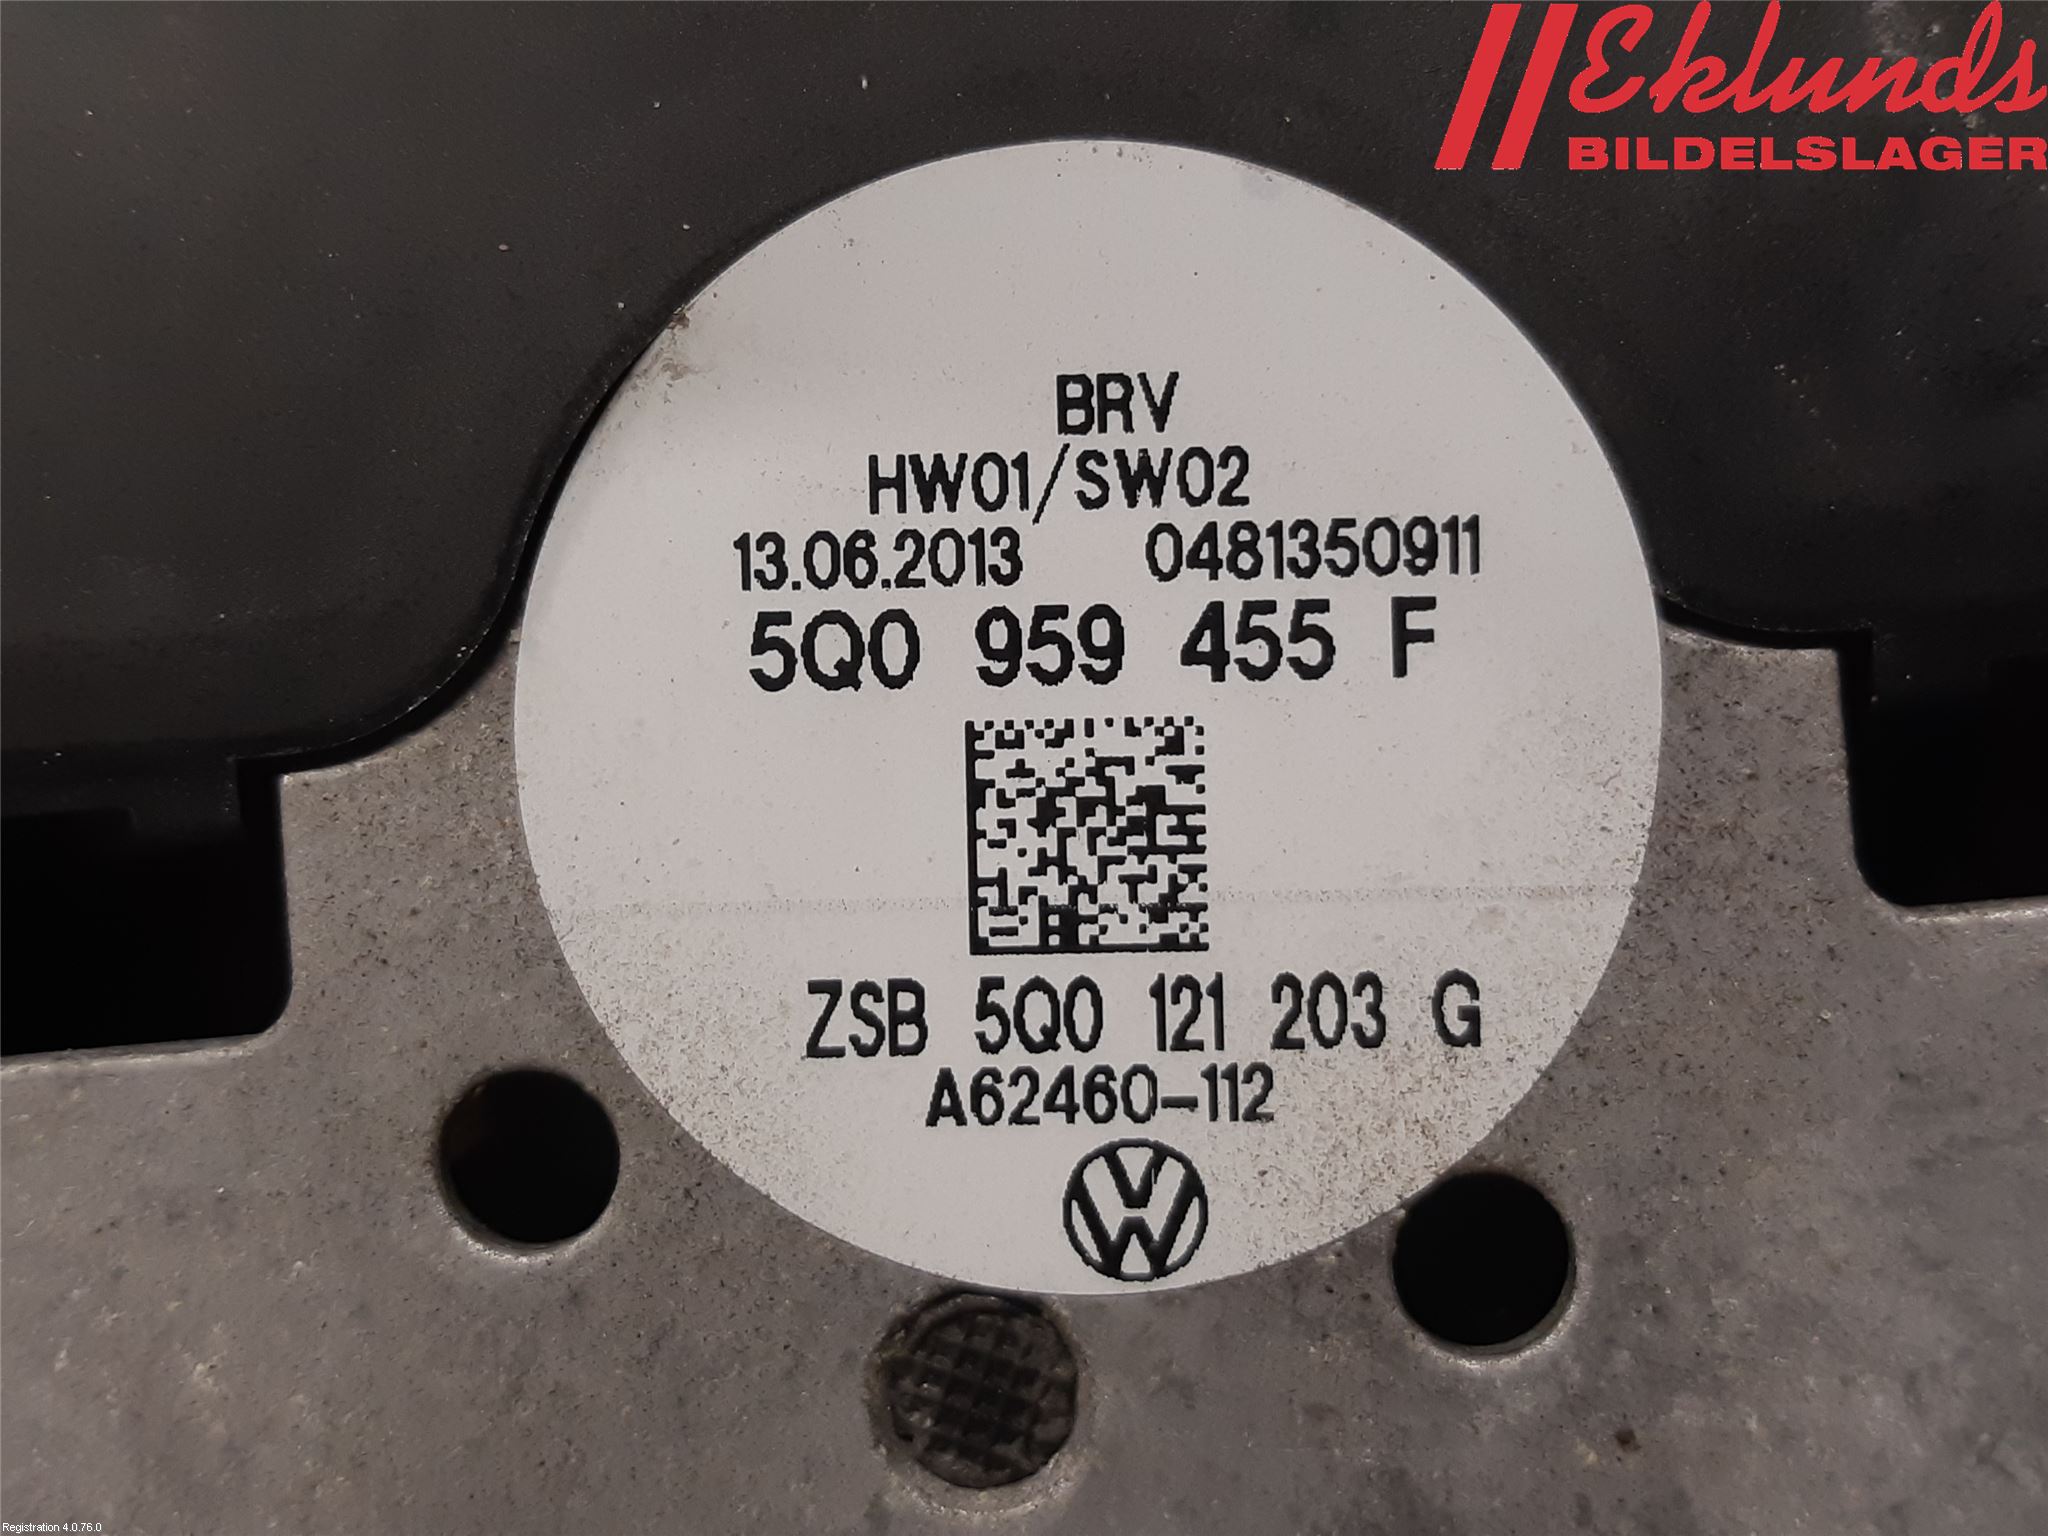 Eklunds
BILDELSLAGER
BRV
HW01/SW02
13.06.2013 0481350911
5Q0 959 455 F
ZSB 5Q0 121 203 G
A62460-112
Registration 4.0.76.0